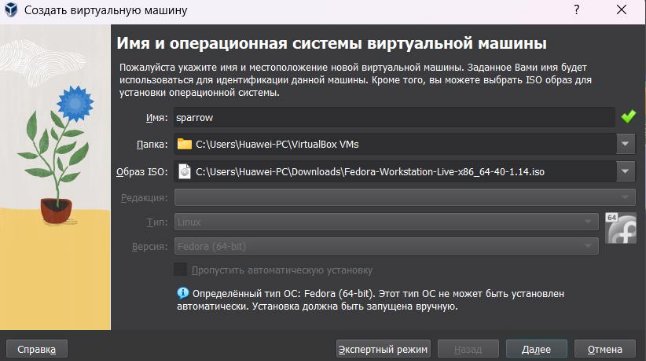 Создать виртуальную машину
? ×
Имя и операционная системы виртуальной машины
Пожалуйста укажите имя и местоположение новой виртуальной машины. Заданное Вами имя будет
использоваться для идентификации данной машины. Кроме того, вы можете выбрать ISO образ для
установки операционной системы.
Имя: sparrow
Папка: C:\Users\Huawei-PC\VirtualBox VMs
Образ ISO: C:\Users\Huawei-PC\Downloads\Fedora-Workstation-Live-x86_64-40-1.14.iso
Редакция:
Тип: Linux
64
Версия: Fedora (64-bit)
Пропустить автоматическую установку
Определённый тип ОС: Fedora (64-bit). Этот тип ОС не может быть установлен
автоматически. Установка должна быть запущена вручную.
Справка Экспертный режим Назад Далее Отмена